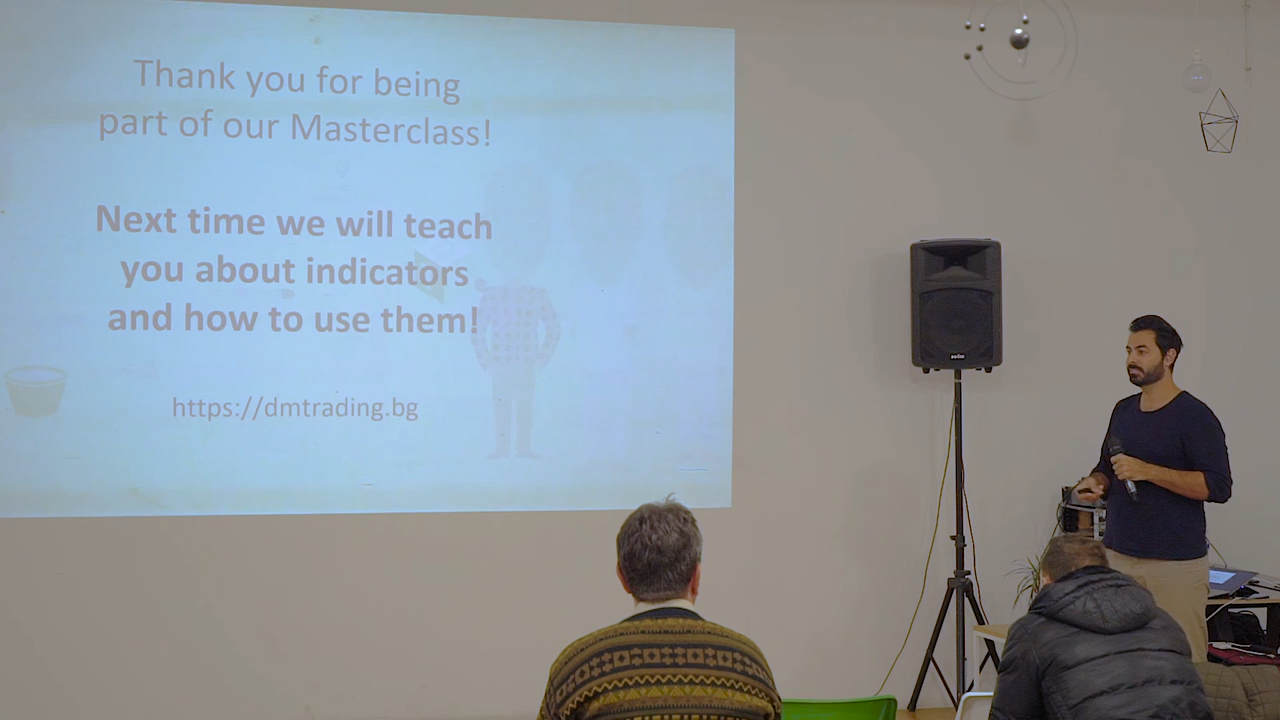 Thank you for being
part of our Masterclass!
Next time we will teach
you about indicators
and how to use them!
https://dmtrading.bg